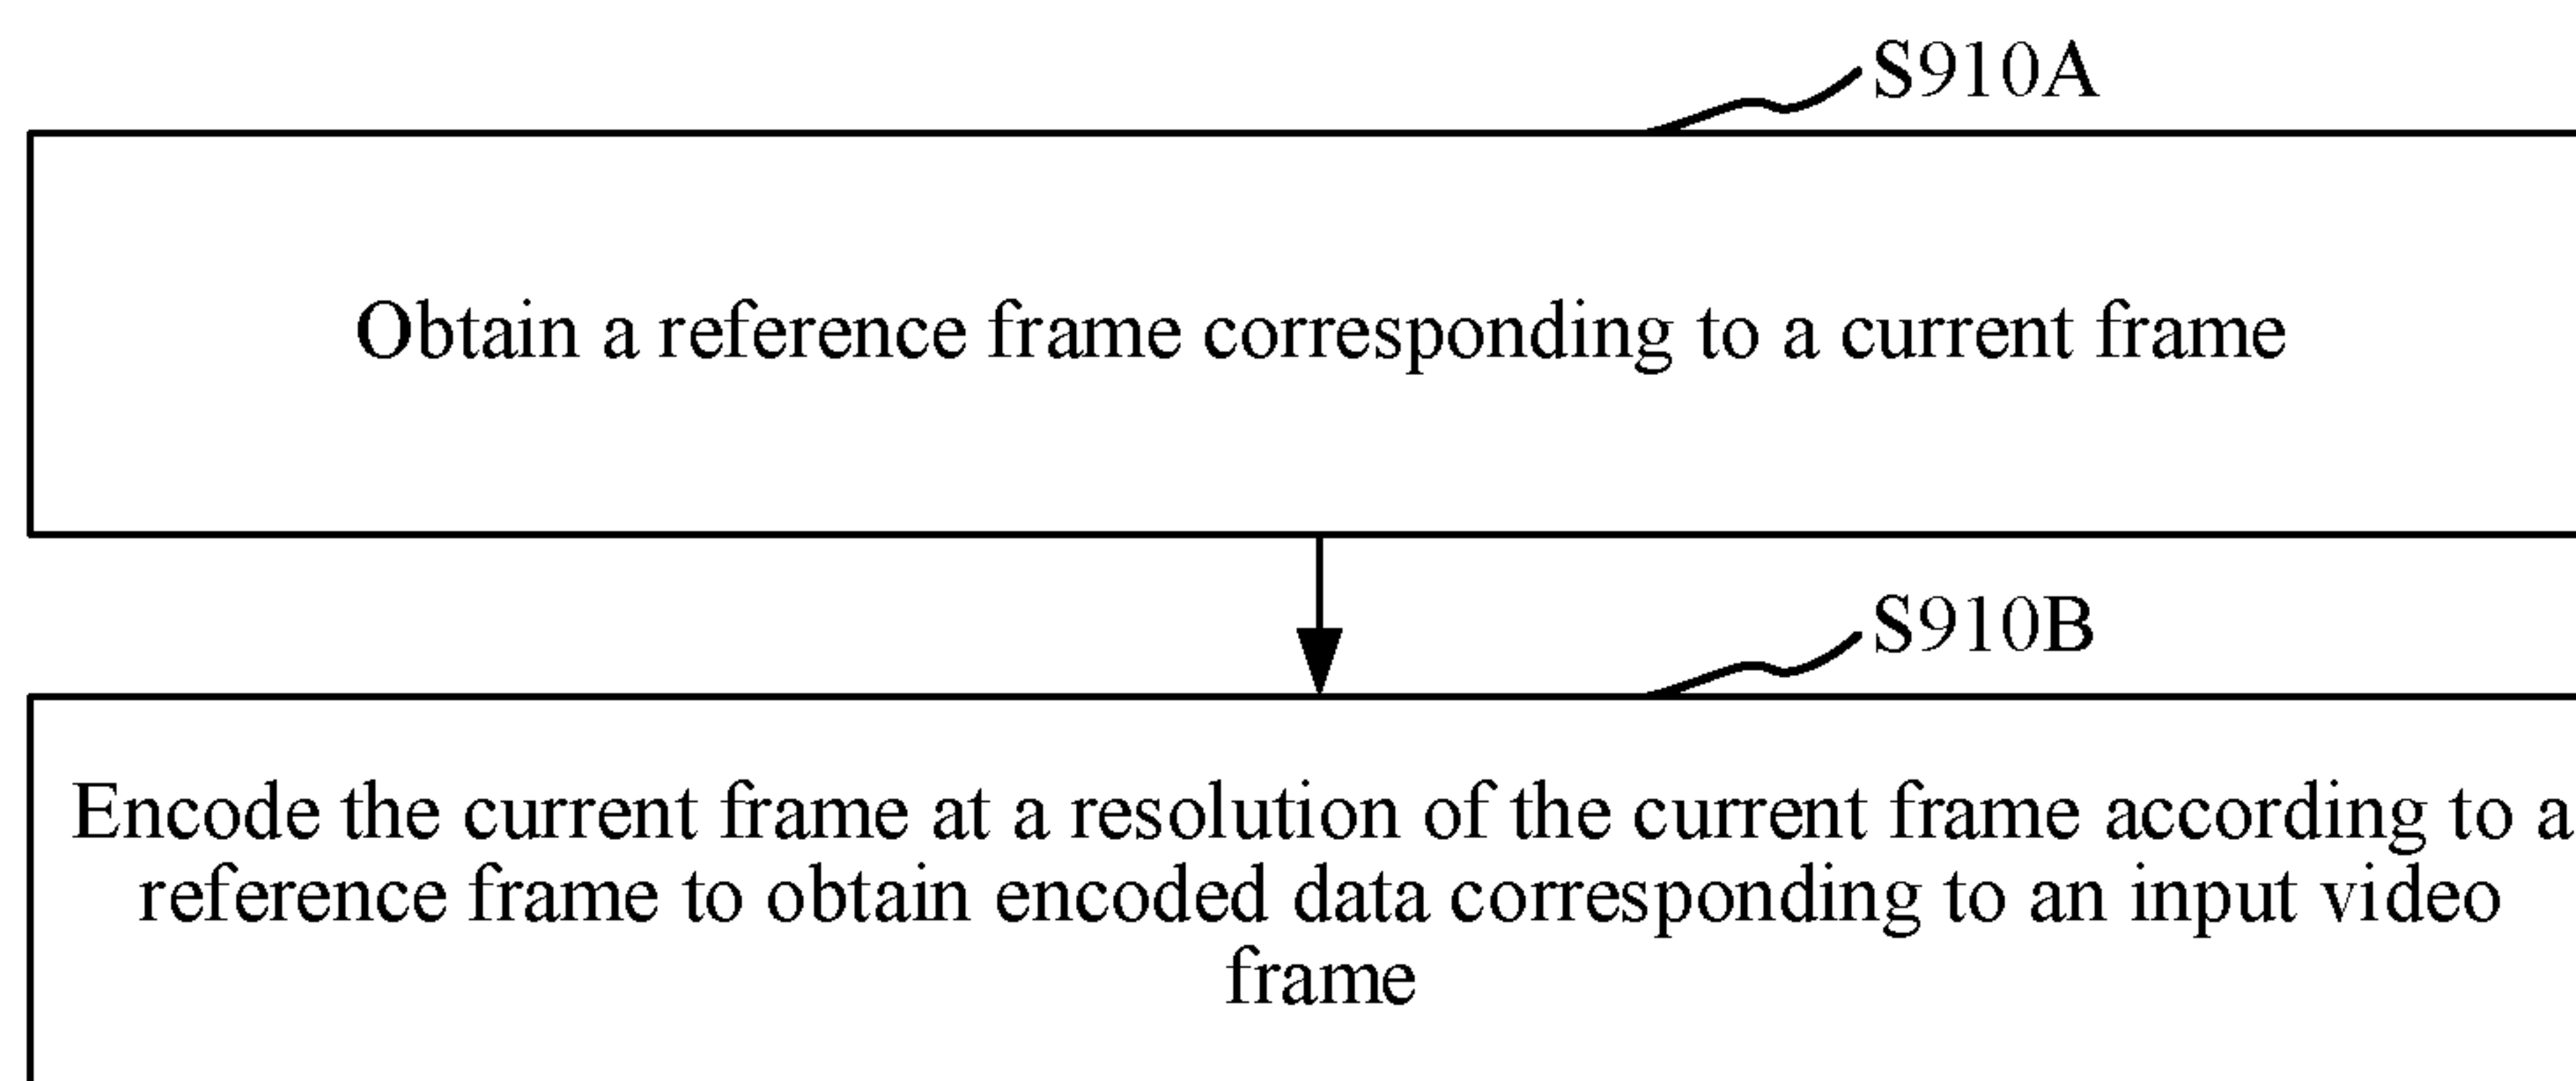 S910A
Obtain a reference frame corresponding to a current frame
S910B
Encode the current frame at a resolution of the current frame according to a
reference frame to obtain encoded data corresponding to an input video
frame